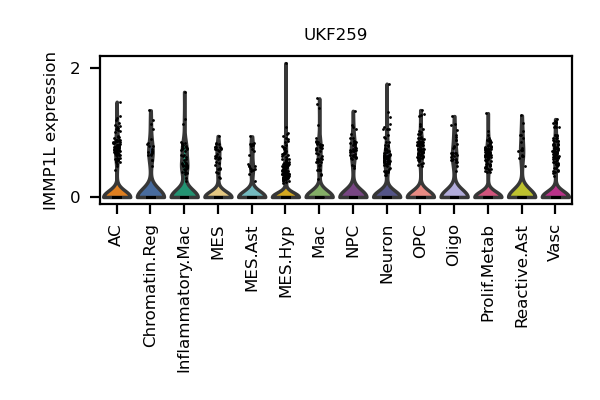 UKF259
IMMP1L expression
2
0
AC
Chromatin.Reg
Inflammatory.Mac
MES
MES.Ast
MES.Hyp
Mac
NPC
Neuron
OPC
Oligo
Prolif.Metab
Reactive.Ast
Vasc